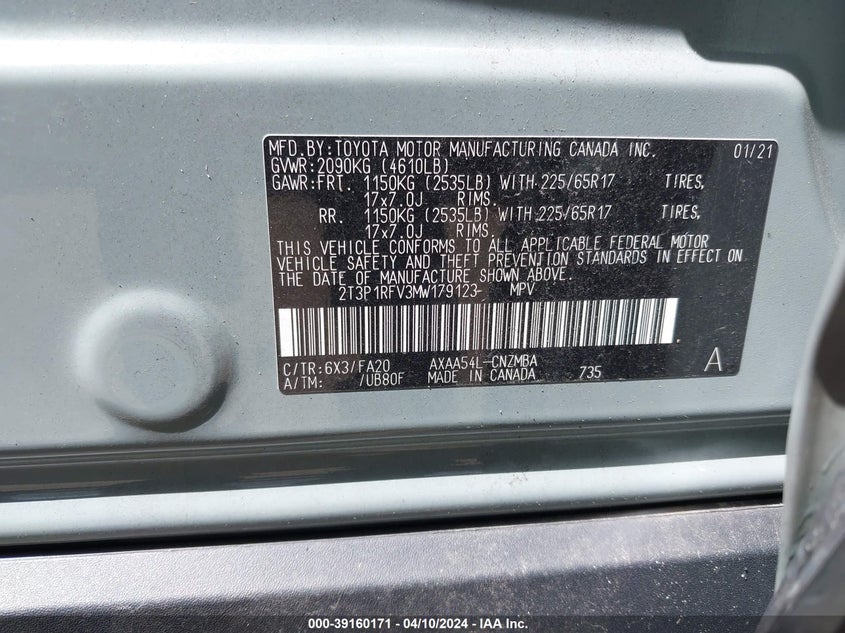 MFD.BY:TOYOTA MOTOR MANUFACTURING CANADA INC. 01/21
GVWR:2090KG (4610LB)
GAWR:FRT. 1150KG (2535LB) WITH 225/65R17 TIRES,
17x7.0J RIMS.
RR. 1150KG (2535LB) WITH 225/65R17 TIRES,
17x7.0J RIMS.
THIS VEHICLE CONFORMS TO ALL APPLICABLE FEDERAL MOTOR
VEHICLE SAFETY AND THEFT PREVENTION STANDARDS IN EFFECT ON
THE DATE OF MANUFACTURE SHOWN ABOVE.
2T3P1RFV3MW179123- MPV
C/TR:6X3/FA20 AXAA54L-CNZMBA
A/TM: /UB80F MADE IN CANADA 735 A
000-39160171 - 04/10/2024 - IAA Inc.